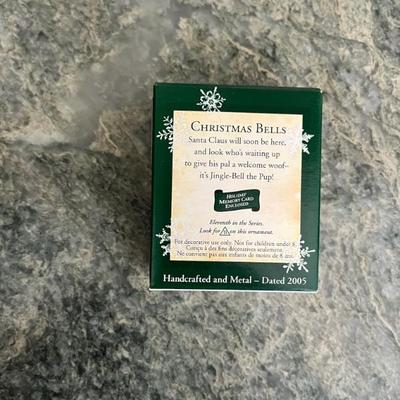 CHRISTMAS BELLS
Santa Claus will soon be here,
and look who's waiting up
to give his pal a welcome woof–
it's Jingle-Bell the Pup!
HOLIDAY
MEMORY CARD
ENCLOSED
Eleventh in the Series.
Look for on this ornament.
For decorative use only. Not for children under 8.
Conçu à des fins décoratives seulement.
Ne convient pas aux enfants de moins de 8 ans.
Handcrafted and Metal – Dated 2005